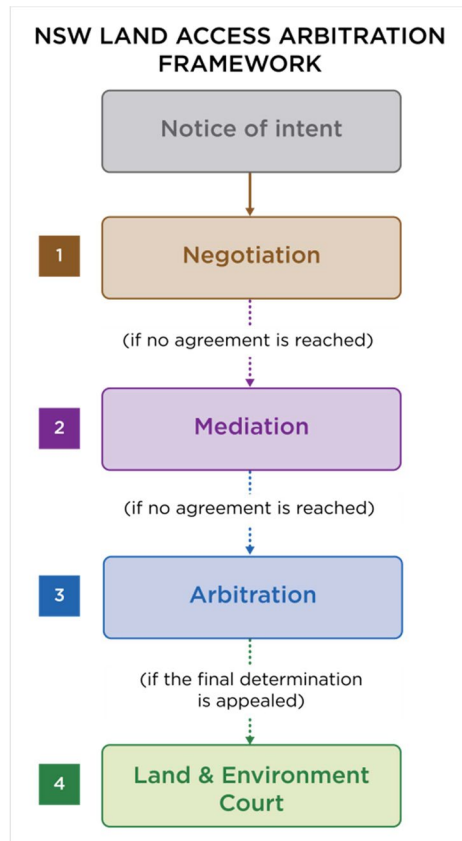 NSW LAND ACCESS ARBITRATION
FRAMEWORK
Notice of intent
1
Negotiation
(if no agreement is reached)
2
Mediation
(if no agreement is reached)
3
Arbitration
(if the final determination
is appealed)
4
Land & Environment
Court